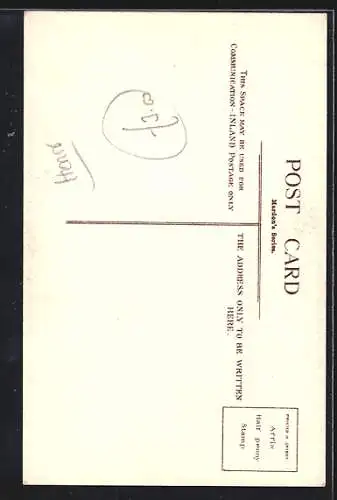 POST CARD
Mardon's Series.
THIS SPACE MAY BE USED FOR
COMMUNICATION - INLAND POSTAGE ONLY
THE ADDRESS ONLY TO BE WRITTEN
HERE.
Affix
Half penny
Stamp